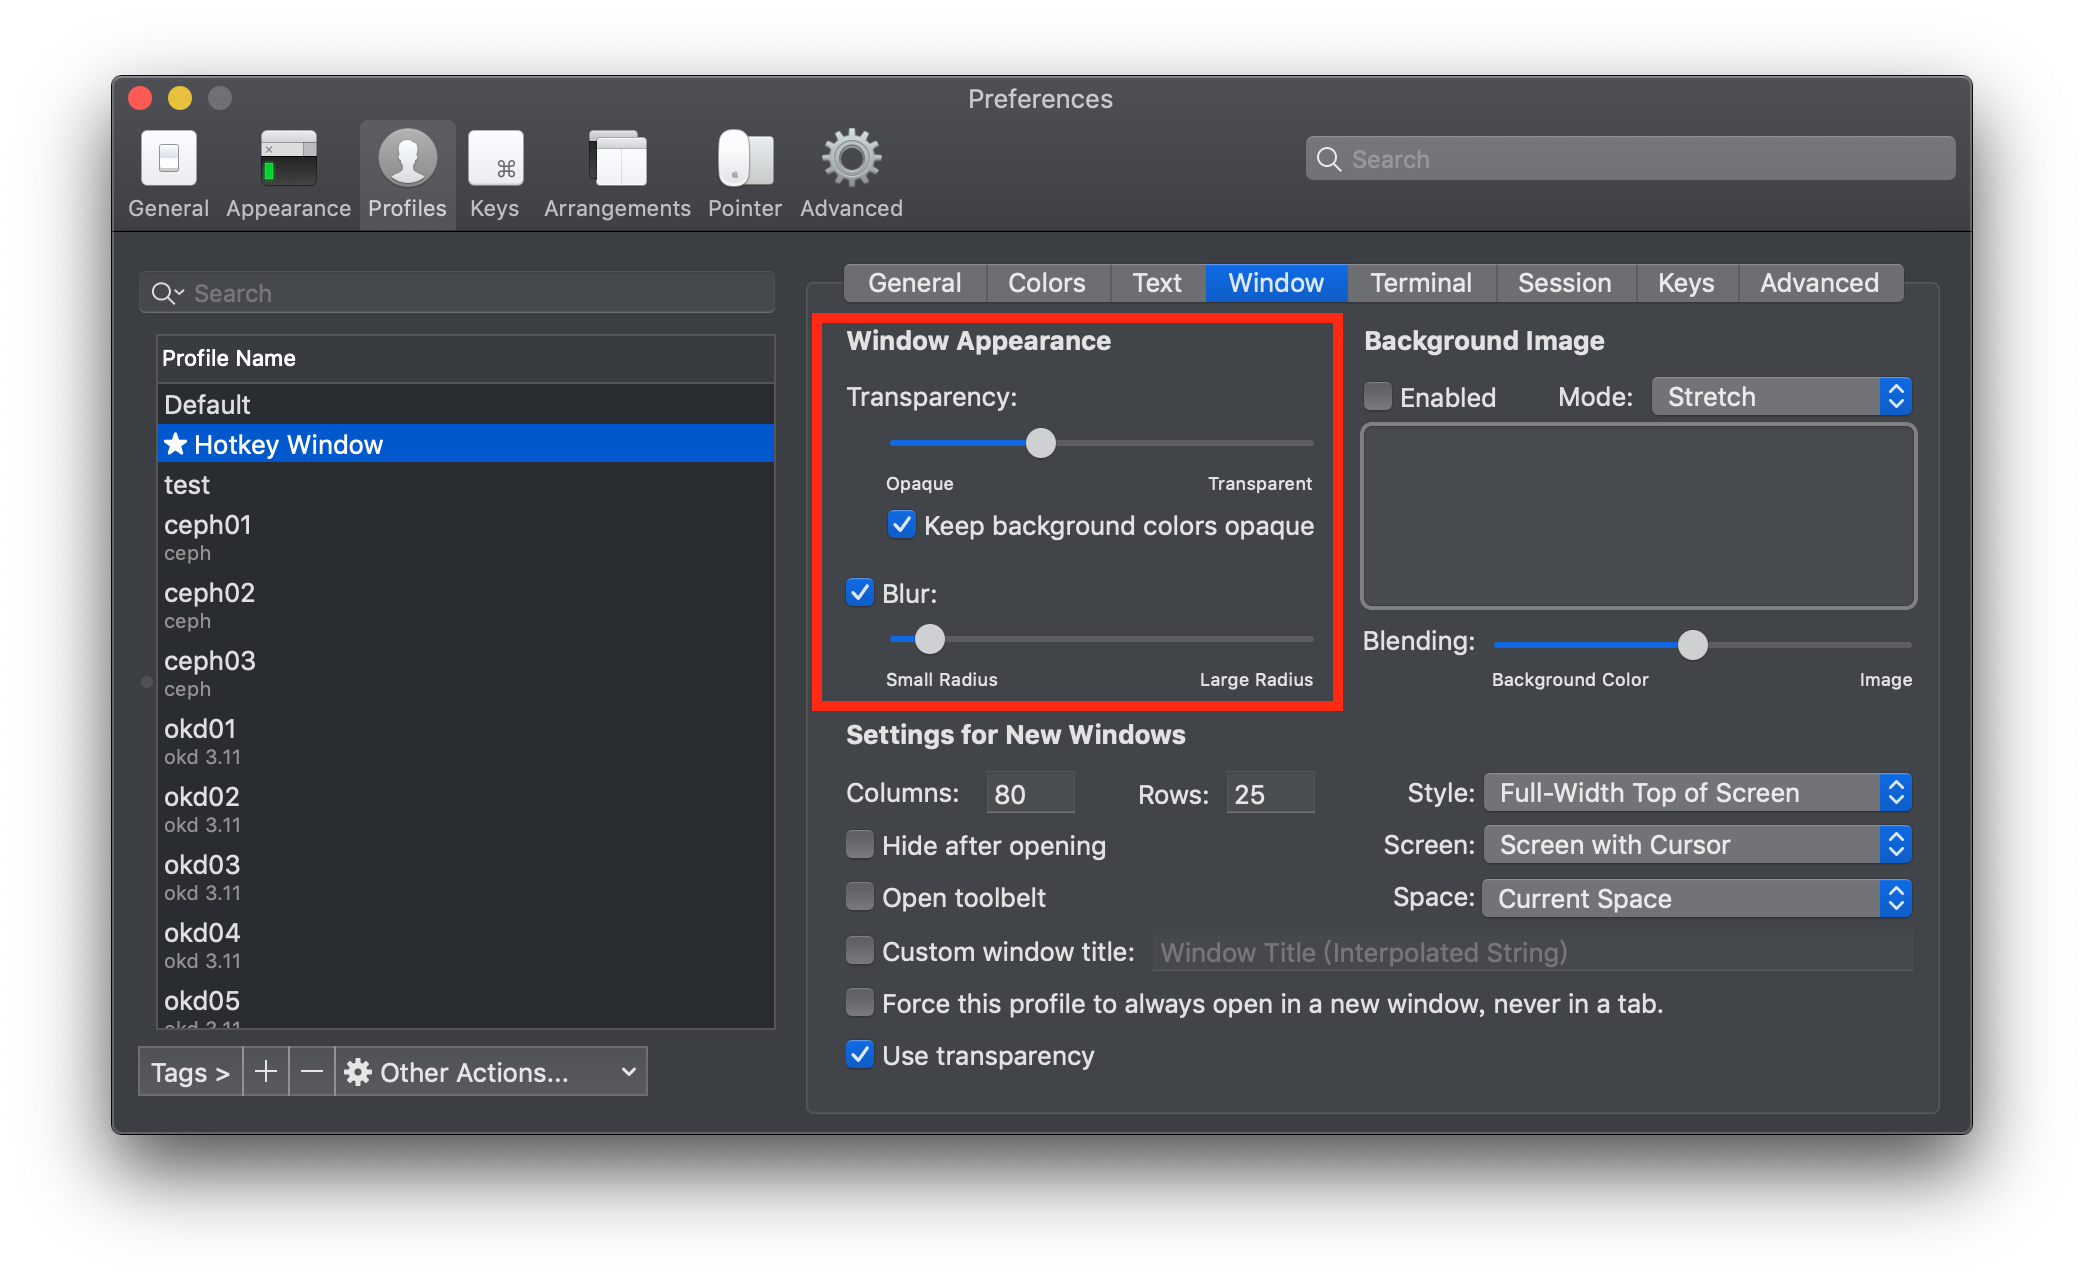 Preferences
General Appearance Profiles Keys Arrangements Pointer Advanced
Search
Search
Profile Name
Default
★ Hotkey Window
test
ceph01
ceph
ceph02
ceph
ceph03
ceph
okd01
okd 3.11
okd02
okd 3.11
okd03
okd 3.11
okd04
okd 3.11
okd05
okd 3.11
Tags > + — Other Actions...
General Colors Text Window Terminal Session Keys Advanced
Window Appearance
Transparency:
Opaque Transparent
Keep background colors opaque
Blur:
Small Radius Large Radius
Background Image
Enabled Mode: Stretch
Blending:
Background Color Image
Settings for New Windows
Columns: 80 Rows: 25 Style: Full-Width Top of Screen
Hide after opening Screen: Screen with Cursor
Open toolbelt Space: Current Space
Custom window title: Window Title (Interpolated String)
Force this profile to always open in a new window, never in a tab.
Use transparency